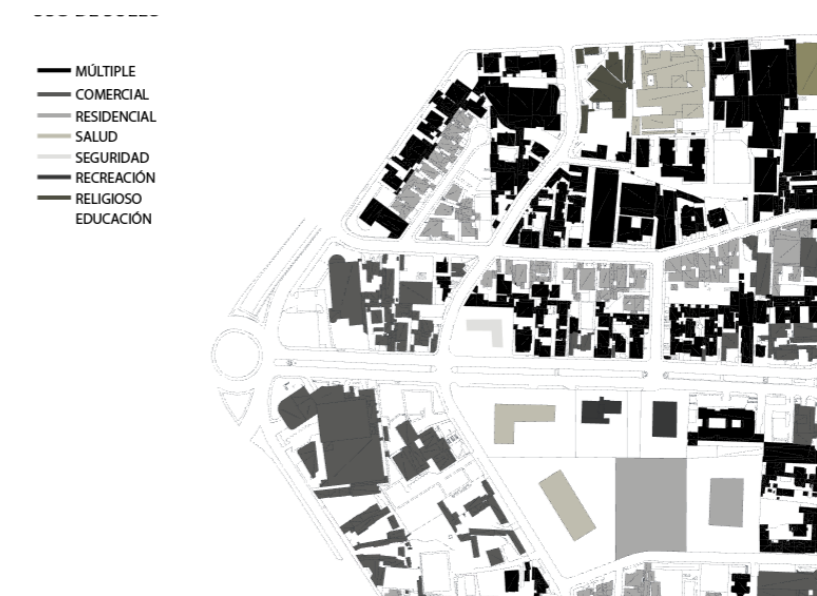 MÚLTIPLE
COMERCIAL
RESIDENCIAL
SALUD
SEGURIDAD
RECREACIÓN
RELIGIOSO
EDUCACIÓN